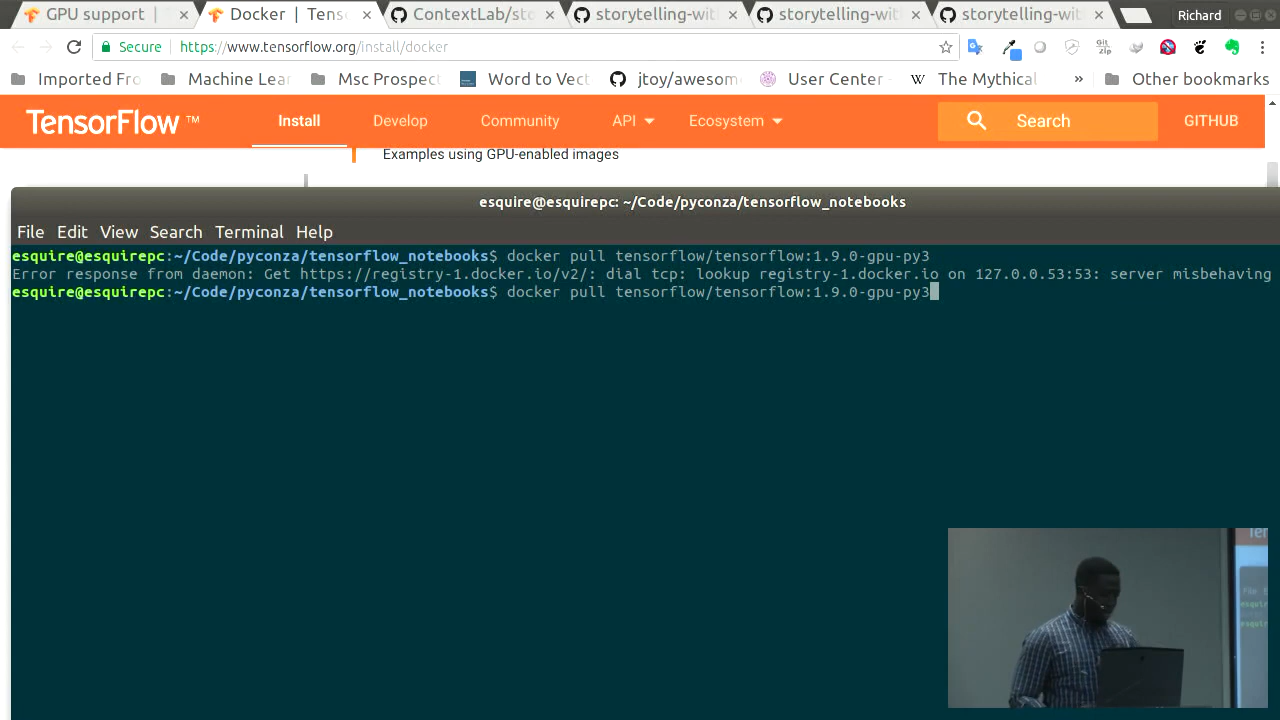 GPU support |
Docker | Tens
ContextLab/sto
storytelling-wit
storytelling-wit
storytelling-wit
Richard
Secure
https://www.tensorflow.org/install/docker
Imported Fro
Machine Lear
Msc Prospect
Word to Vect
jtoy/awesome
User Center -
W
The Mythical
»
Other bookmarks
TensorFlow ™
Install
Develop
Community
API
Ecosystem
Search
GITHUB
Examples using GPU-enabled images
esquire@esquirepc: ~/Code/pyconza/tensorflow_notebooks
File Edit View Search Terminal Help
esquire@esquirepc:~/Code/pyconza/tensorflow_notebooks$ docker pull tensorflow/tensorflow:1.9.0-gpu-py3
Error response from daemon: Get https://registry-1.docker.io/v2/: dial tcp: lookup registry-1.docker.io on 127.0.0.53:53: server misbehaving
esquire@esquirepc:~/Code/pyconza/tensorflow_notebooks$ docker pull tensorflow/tensorflow:1.9.0-gpu-py3